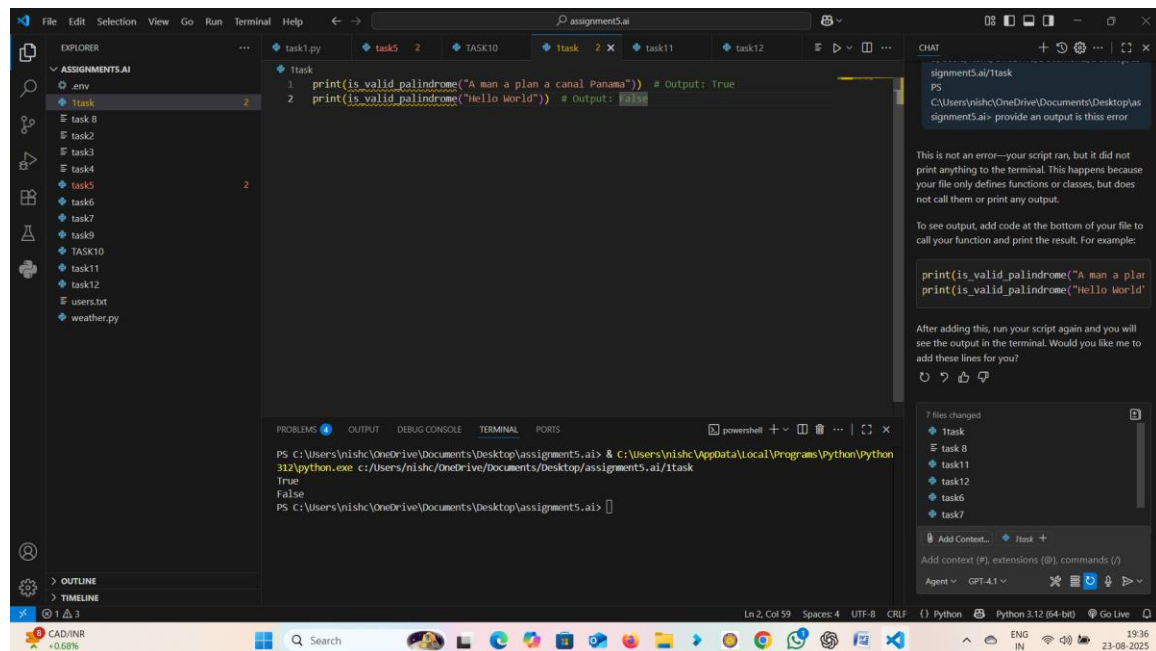 File Edit Selection View Go Run Terminal Help
assignment5.ai
EXPLORER
ASSIGNMENTS.AI
.env
1task 2
task 8
task2
task3
task4
task5 2
task6
task7
task9
TASK10
task11
task12
users.txt
weather.py
OUTLINE
TIMELINE
task1.py task5 2 TASK10 1task 2 task11 task12
1task
1 print(is_valid_palindrome("A man a plan a canal Panama")) # Output: True
2 print(is_valid_palindrome("Hello World")) # Output: False
PROBLEMS 4 OUTPUT DEBUG CONSOLE TERMINAL PORTS
powershell
PS C:\Users\nishc\OneDrive\Documents\Desktop\assignment5.ai> & C:\Users\nishc\AppData\Local\Programs\Python\Python
312\python.exe c:/Users/nishc/OneDrive/Documents/Desktop/assignment5.ai/1task
True
False
PS C:\Users\nishc\OneDrive\Documents\Desktop\assignment5.ai>
CHAT
signment5.ai/1task
PS
C:\Users\nishc\OneDrive\Documents\Desktop\as
signment5.ai> provide an output is thiss error
This is not an error—your script ran, but it did not
print anything to the terminal. This happens because
your file only defines functions or classes, but does
not call them or print any output.
To see output, add code at the bottom of your file to
call your function and print the result. For example:
print(is_valid_palindrome("A man a plan
print(is_valid_palindrome("Hello World"
After adding this, run your script again and you will
see the output in the terminal. Would you like me to
add these lines for you?
7 files changed
1task
task 8
task11
task12
task6
task7
Add Context... 1task +
Add context (#), extensions (@), commands (/)
Agent GPT-4.1
1 3 Ln 2, Col 59 Spaces: 4 UTF-8 CRLF {} Python Python 3.12 (64-bit) Go Live
8 CAD/INR
+0.68%
Search
ENG
IN
19:36
23-08-2025